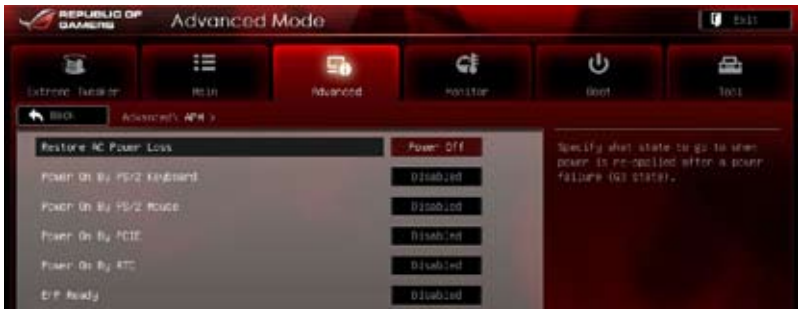 REPUBLIC OF GAMERS
Advanced Mode
Exit
Extreme Tweaker
Main
Advanced
Monitor
Boot
Tool
Back
Advanced\ APM >
Restore AC Power Loss
Power Off
Power On By PS/2 Keyboard
Disabled
Power On By PS/2 Mouse
Disabled
Power On By PCIE
Disabled
Power On By RTC
Disabled
ErP Ready
Disabled
Specify what state to go to when
power is re-applied after a power
failure (G3 state).